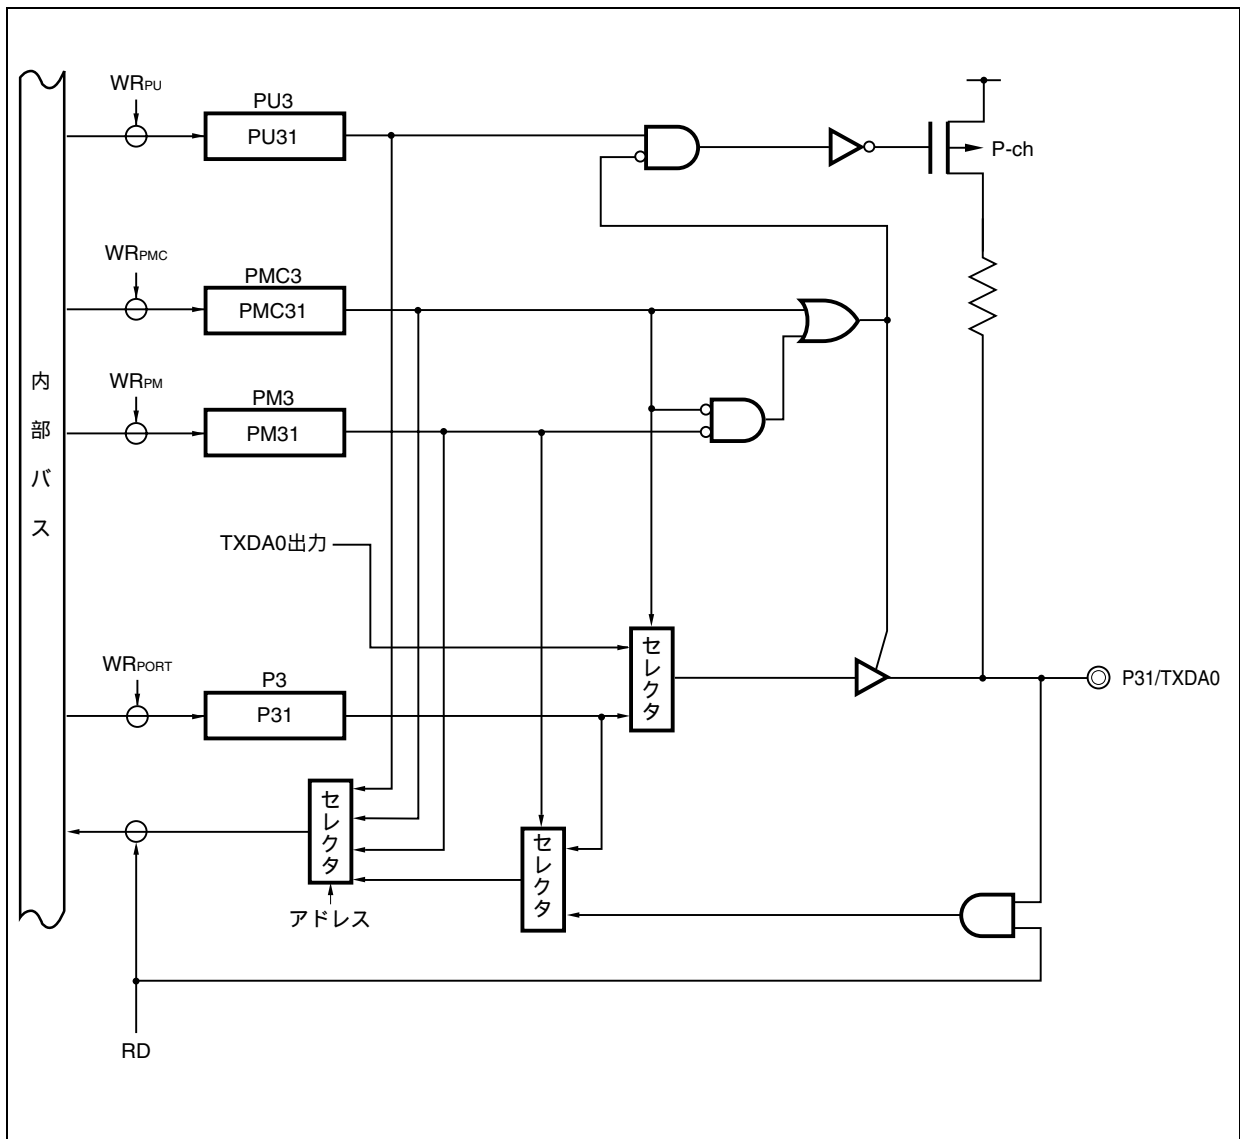 WRPU
PU3
PU31
P-ch
WRPMC
PMC3
PMC31
内部バス
WRPM
PM3
PM31
TXDA0出力
WRPORT
P3
P31
セレクタ
P31/TXDA0
セレクタ
セレクタ
アドレス
RD